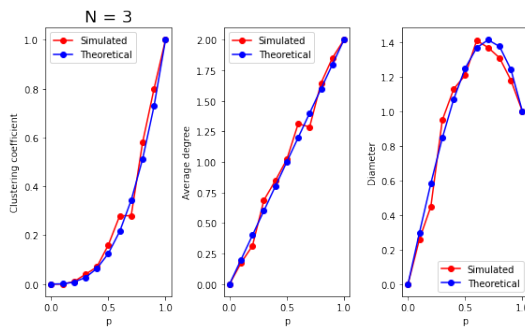 N = 3
Clustering coefficient
1.0
0.8
0.6
0.4
0.2
0.0
Simulated
Theoretical
0.0
0.5
1.0
p
Average degree
2.00
1.75
1.50
1.25
1.00
0.75
0.50
0.25
0.00
Simulated
Theoretical
0.0
0.5
1.0
p
Diameter
1.4
1.2
1.0
0.8
0.6
0.4
0.2
0.0
Simulated
Theoretical
0.0
0.5
1.0
p